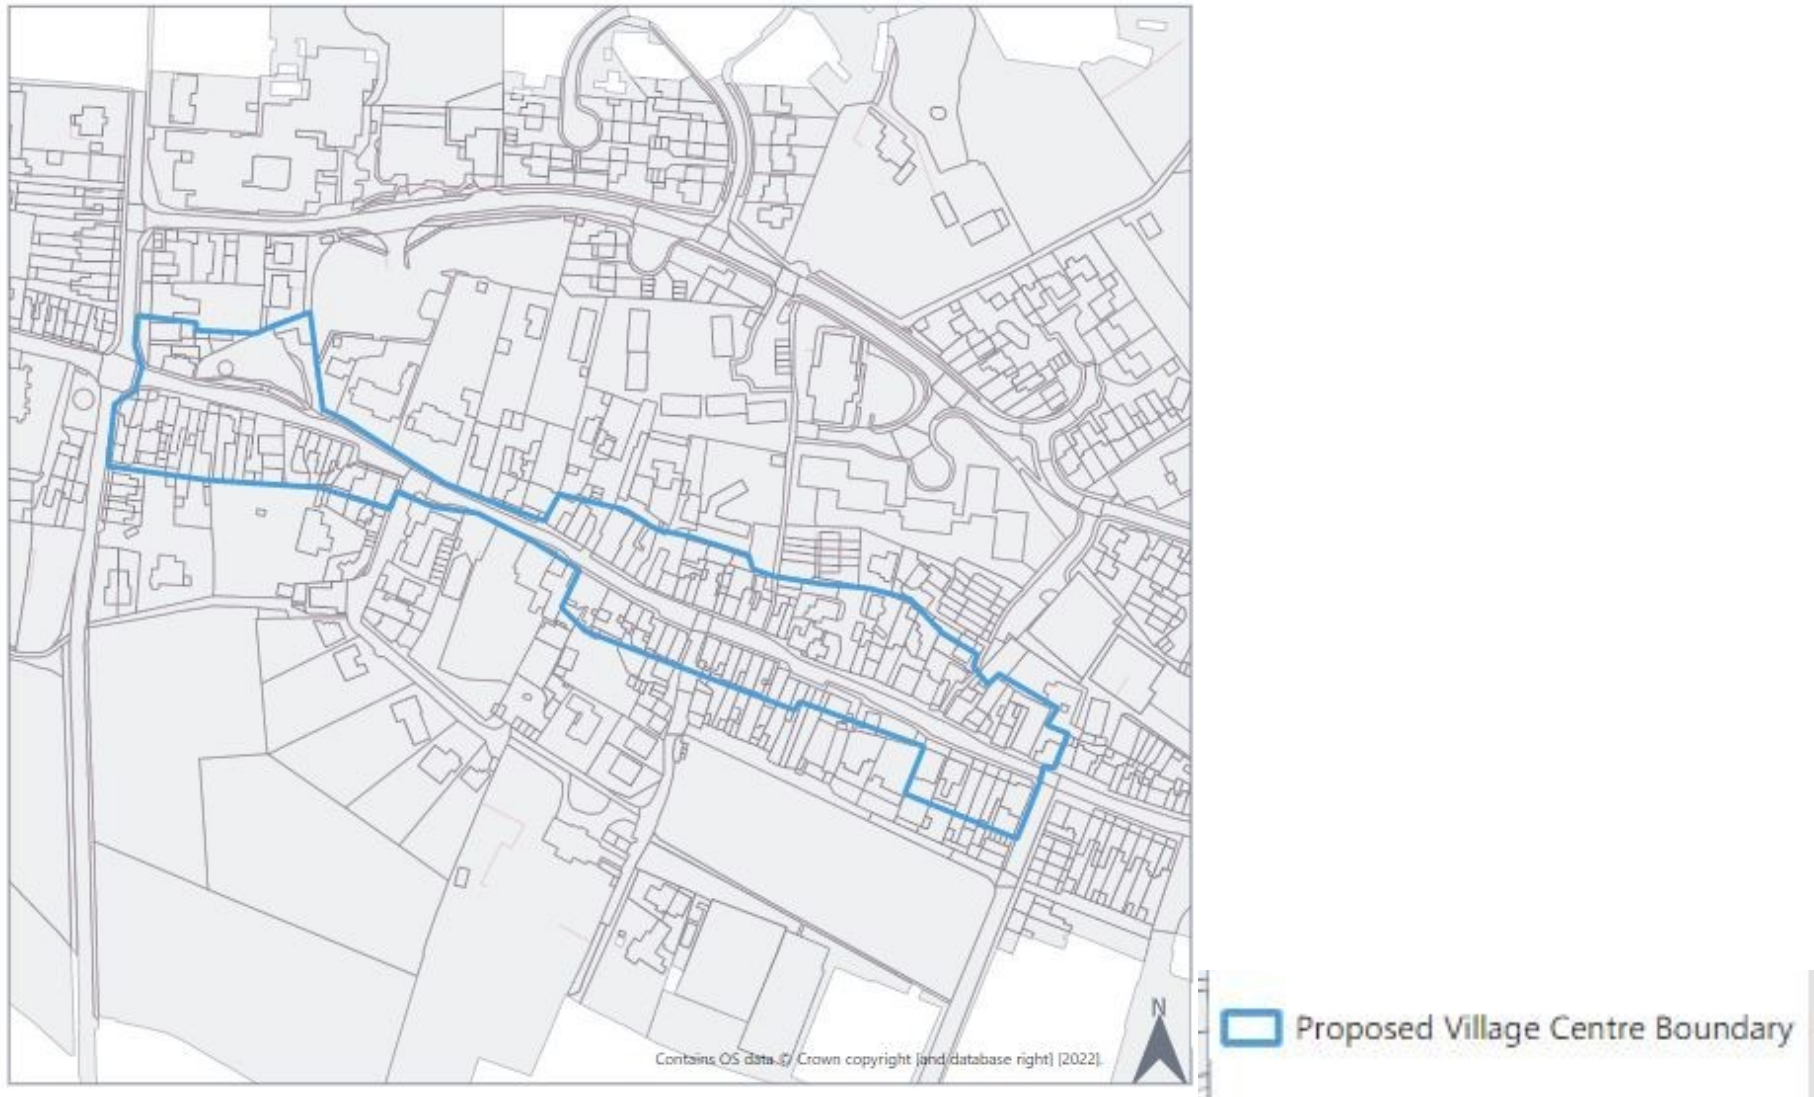 N
Contains OS data © Crown copyright [and database right] [2022].
Proposed Village Centre Boundary